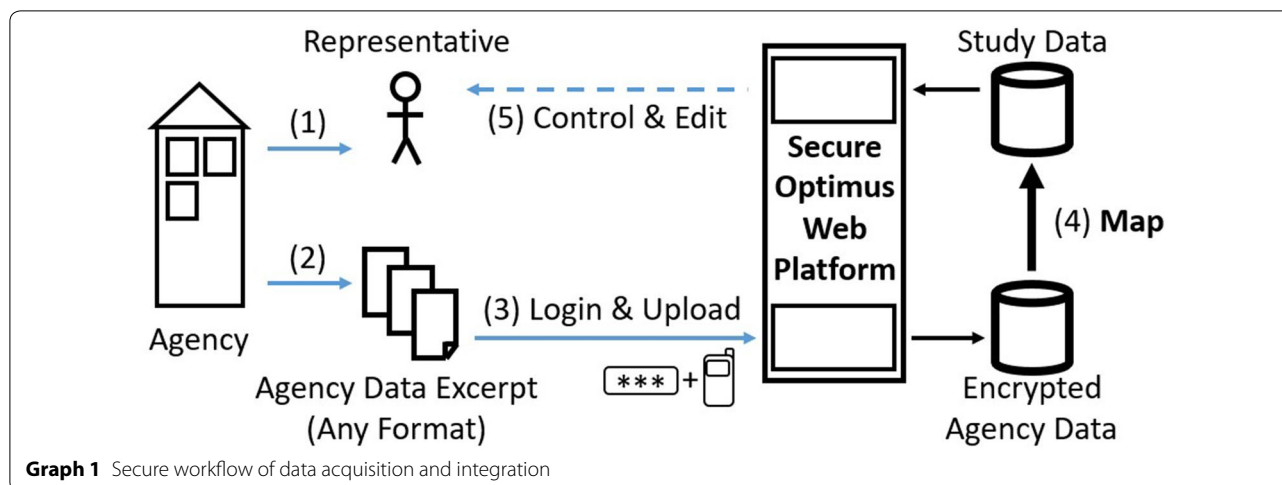 Representative
Study Data
(1)
(5) Control & Edit
Secure
Optimus
Web
Platform
(4) Map
(2)
(3) Login & Upload
Agency
*** +
Agency Data Excerpt
(Any Format)
Encrypted
Agency Data
Graph 1 Secure workflow of data acquisition and integration